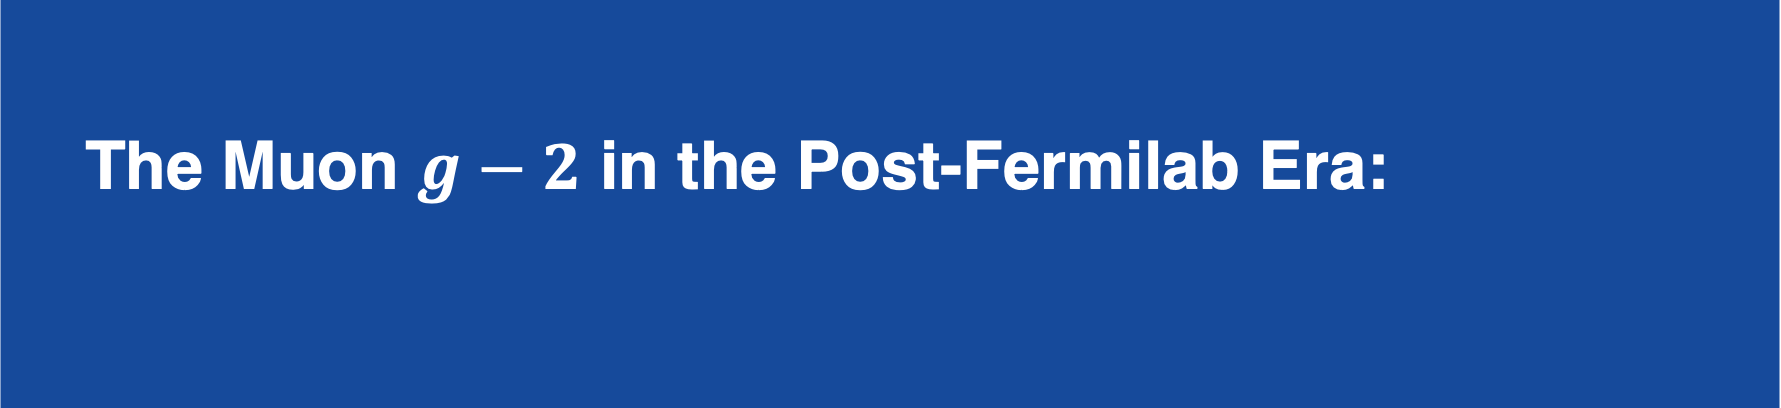 The Muon g − 2 in the Post-Fermilab Era: